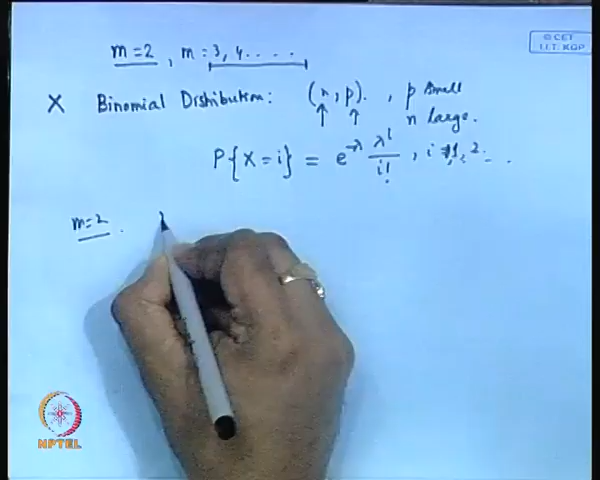 © CET
I.I.T. KGP
m=2 , m=3, 4. . . . .
X Binomial Distribution: (n, p). , p small
n large.
P{X=i} = e^-λ λ^i / i! , i = 1, 2 - .
m=2 .
NPTEL